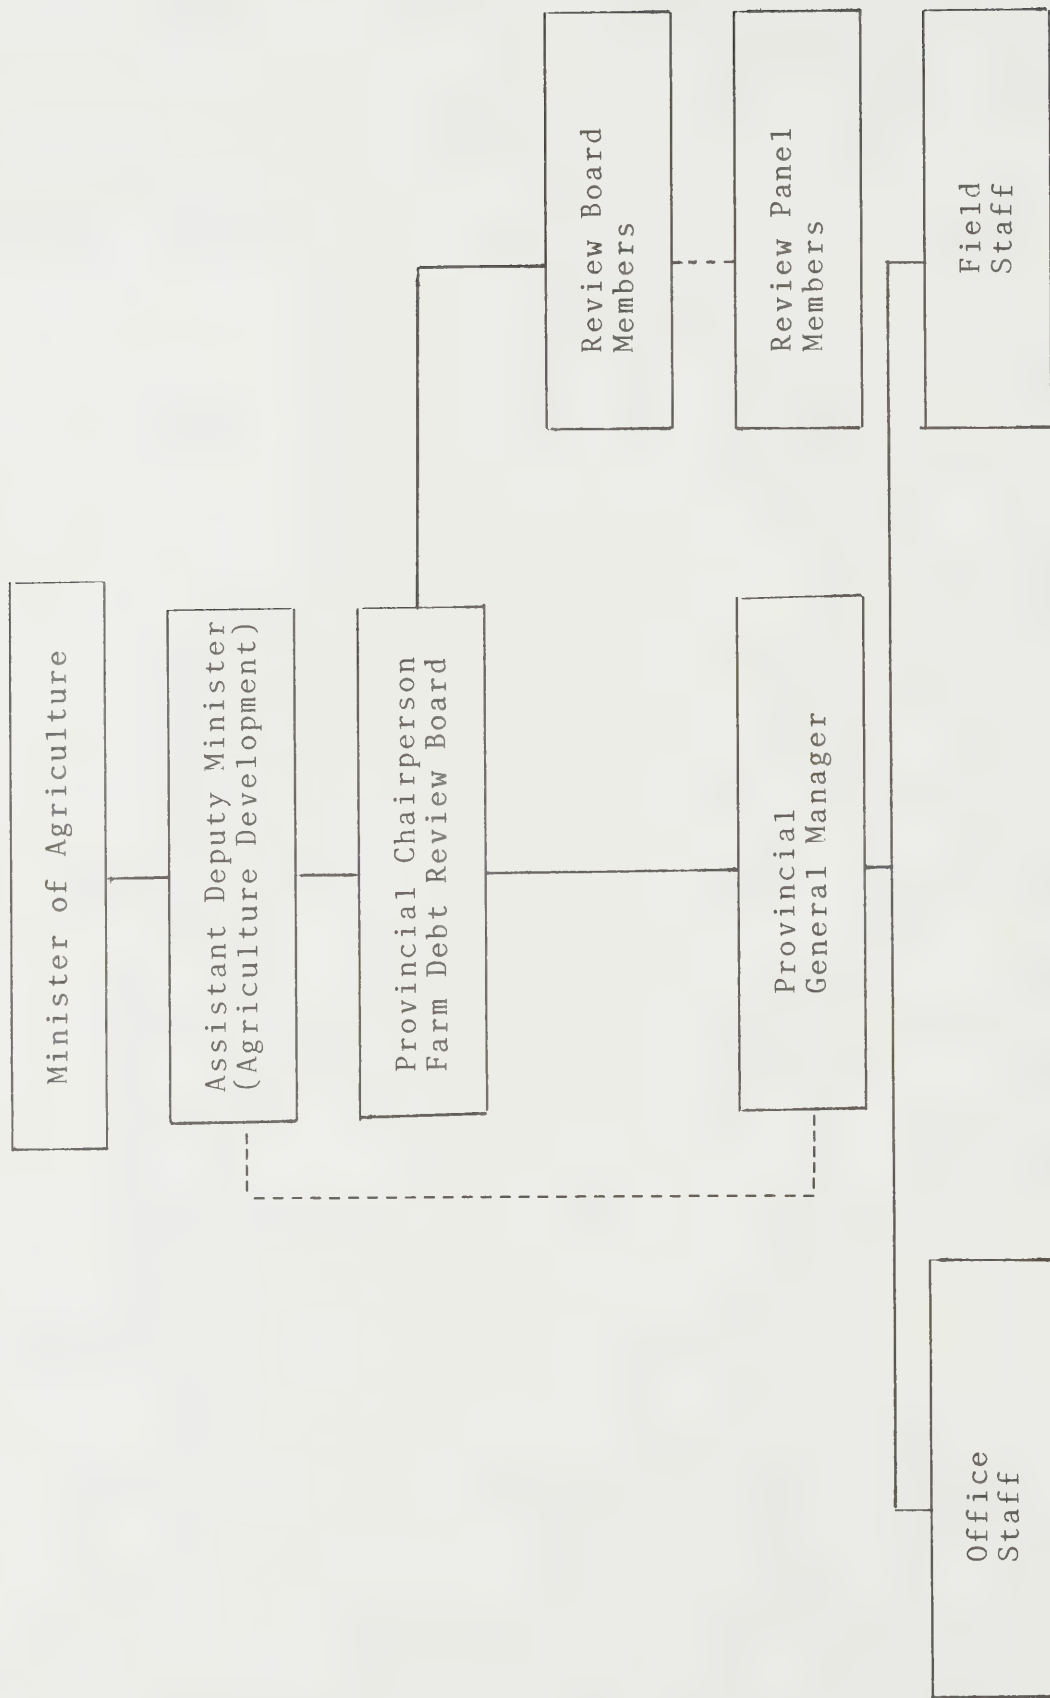 Minister of Agriculture
Assistant Deputy Minister
(Agriculture Development)
Provincial Chairperson
Farm Debt Review Board
Review Board
Members
Review Panel
Members
Provincial
General Manager
Office
Staff
Field
Staff